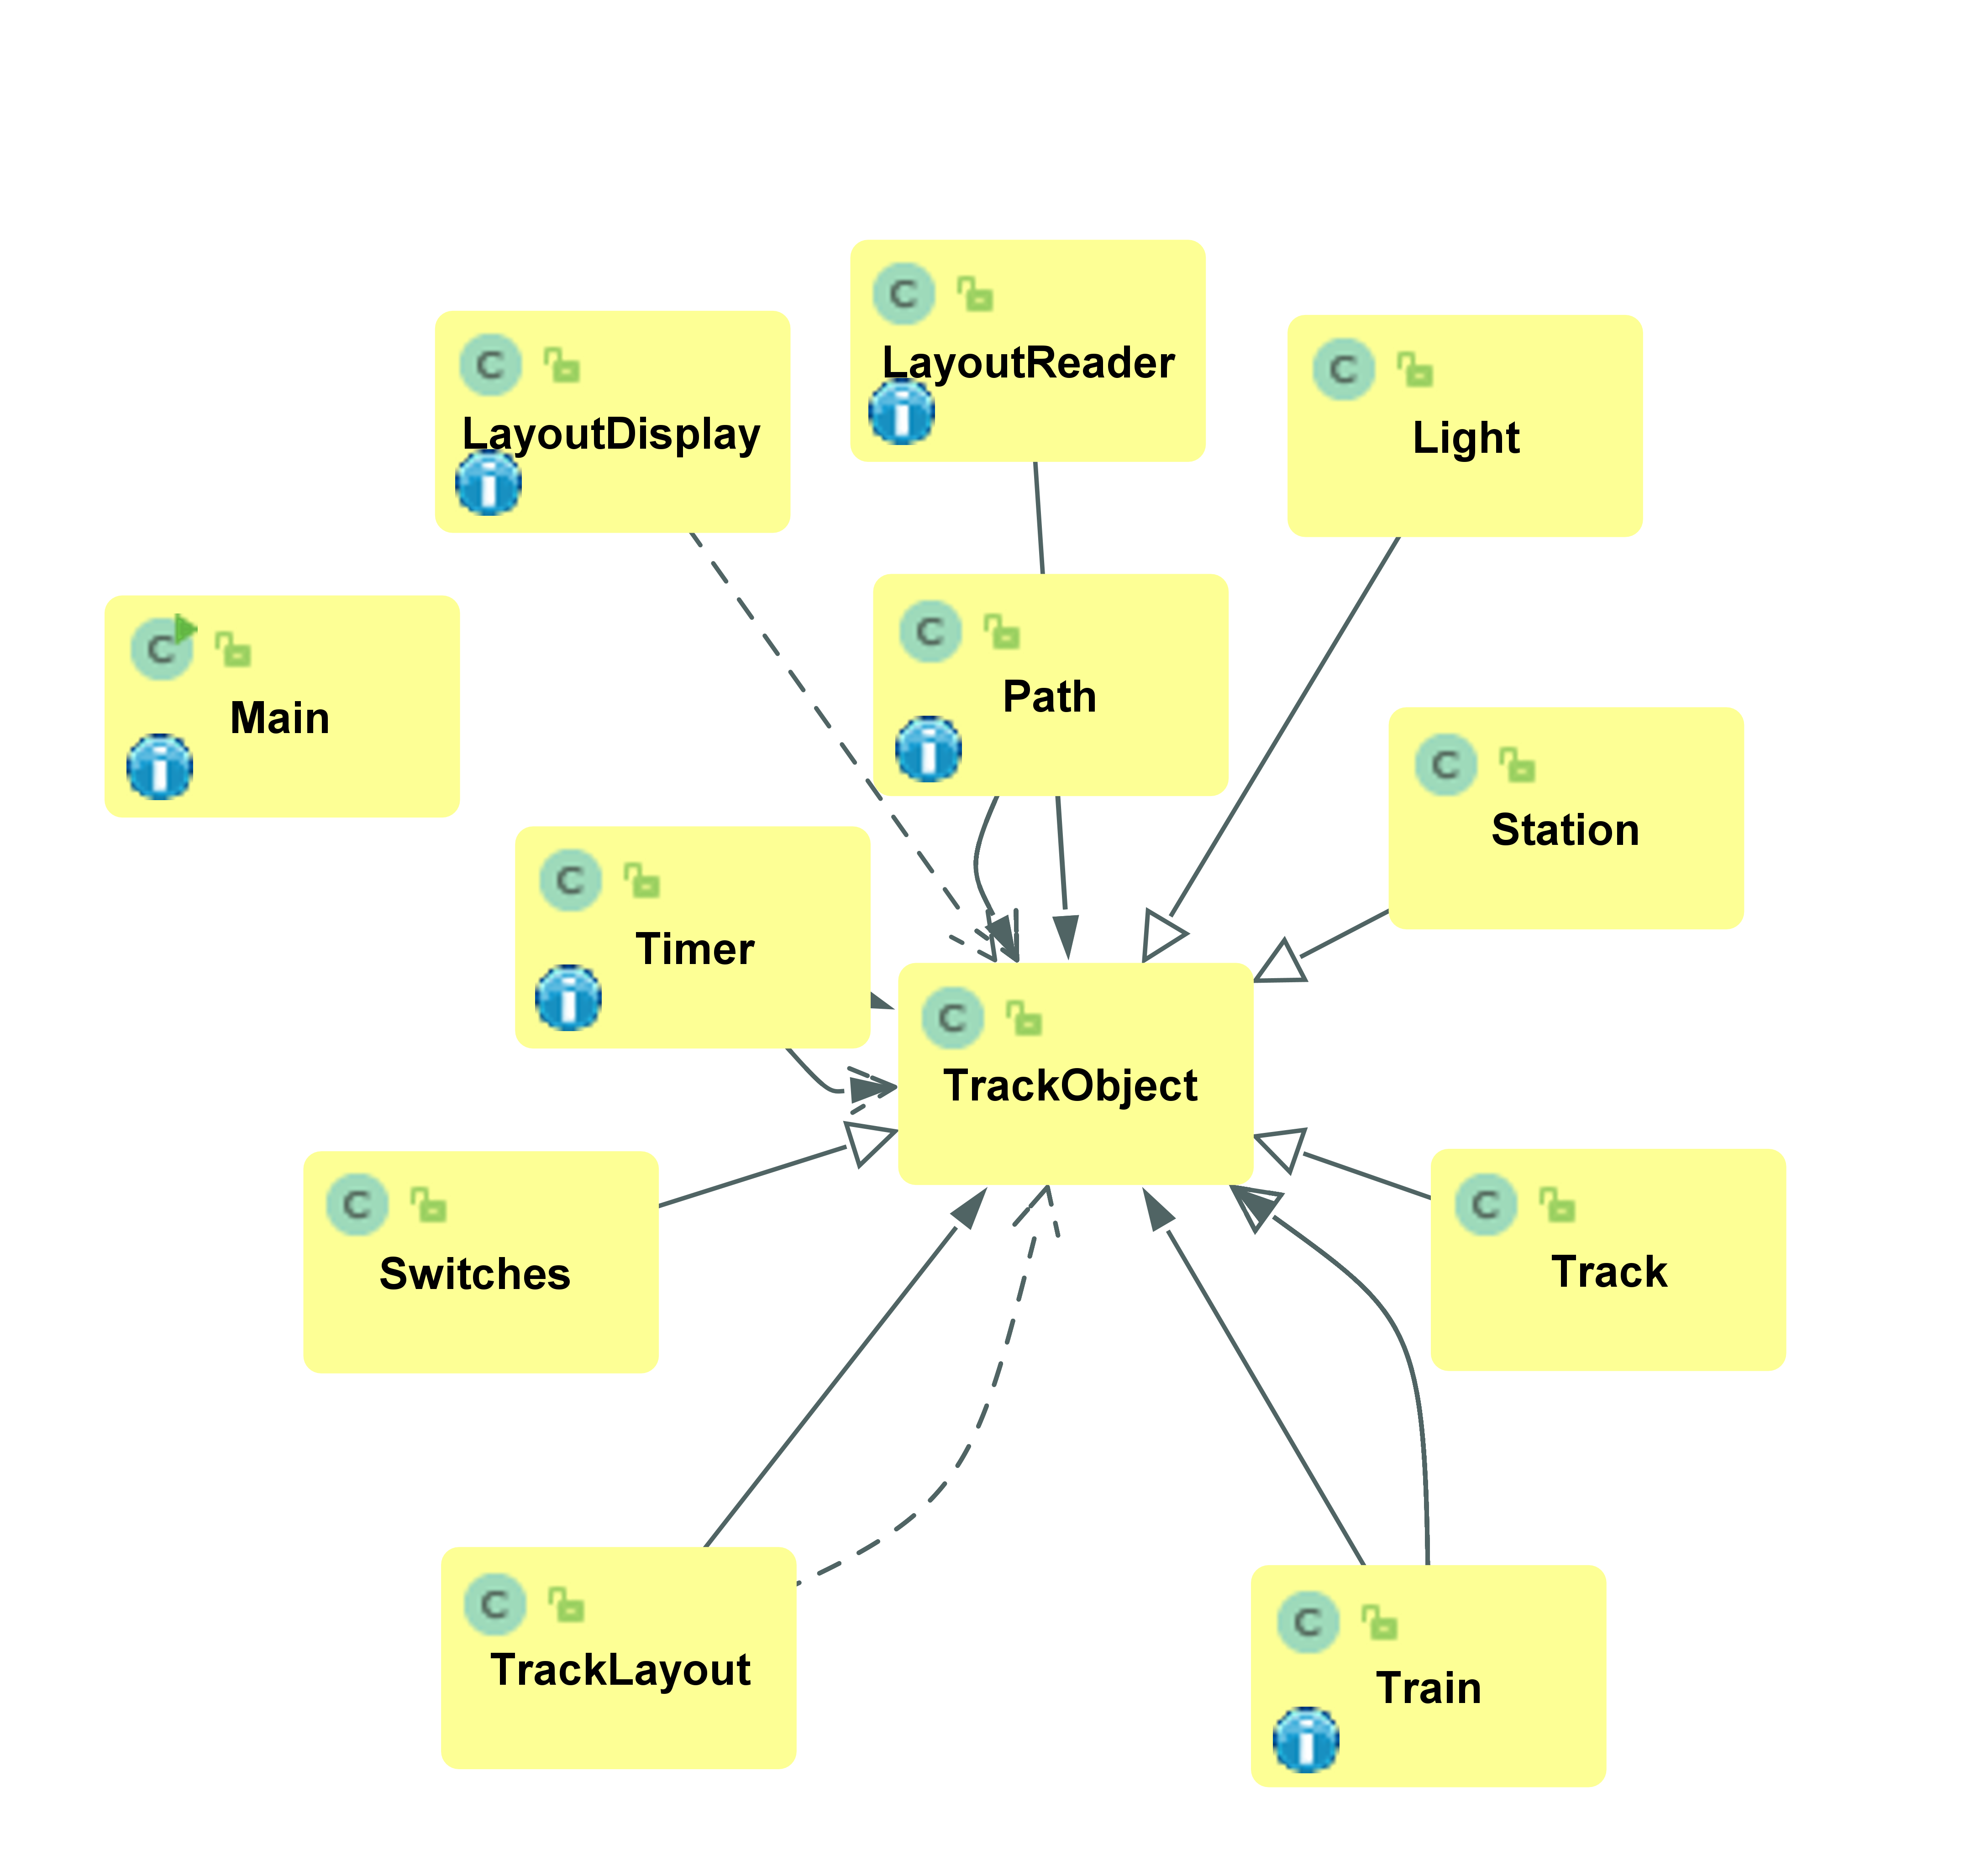 LayoutReader
LayoutDisplay
Light
Path
Main
Station
Timer
TrackObject
Switches
Track
TrackLayout
Train